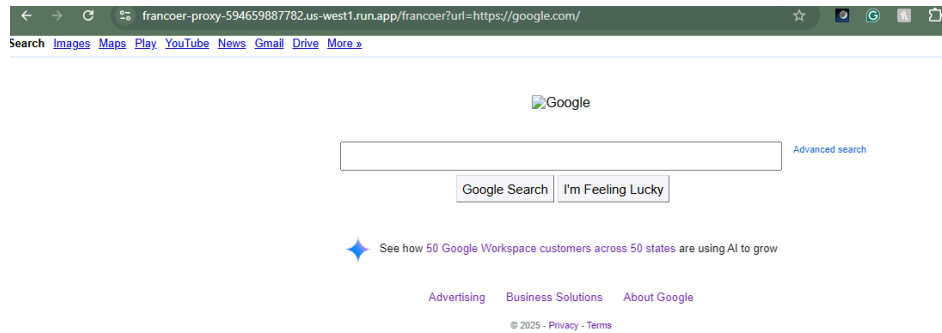 francoer-proxy-594659887782.us-west1.run.app/francoer?url=https://google.com/
Search Images Maps Play YouTube News Gmail Drive More »
Google
Advanced search
Google Search I'm Feeling Lucky
See how 50 Google Workspace customers across 50 states are using AI to grow
Advertising Business Solutions About Google
© 2025 - Privacy - Terms